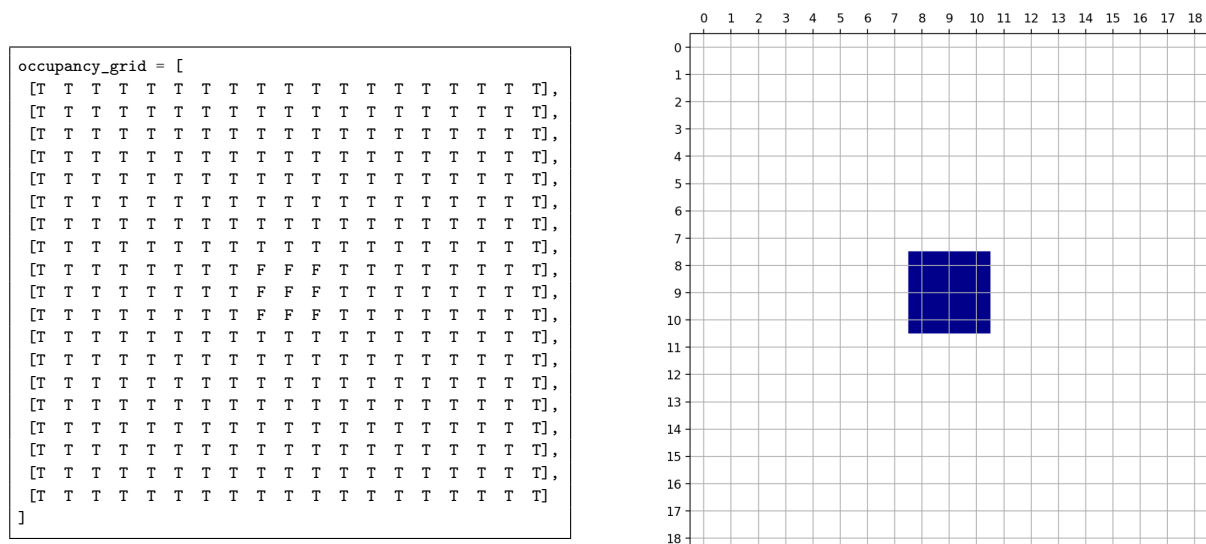 occupancy_grid = [
[T T T T T T T T T T T T T T T T T T T],
[T T T T T T T T T T T T T T T T T T T],
[T T T T T T T T T T T T T T T T T T T],
[T T T T T T T T T T T T T T T T T T T],
[T T T T T T T T T T T T T T T T T T T],
[T T T T T T T T T T T T T T T T T T T],
[T T T T T T T T T T T T T T T T T T T],
[T T T T T T T T T T T T T T T T T T T],
[T T T T T T T T F F F T T T T T T T T],
[T T T T T T T T F F F T T T T T T T T],
[T T T T T T T T F F F T T T T T T T T],
[T T T T T T T T T T T T T T T T T T T],
[T T T T T T T T T T T T T T T T T T T],
[T T T T T T T T T T T T T T T T T T T],
[T T T T T T T T T T T T T T T T T T T],
[T T T T T T T T T T T T T T T T T T T],
[T T T T T T T T T T T T T T T T T T T],
[T T T T T T T T T T T T T T T T T T T],
[T T T T T T T T T T T T T T T T T T T]
]
0 1 2 3 4 5 6 7 8 9 10 11 12 13 14 15 16 17 18
0
1
2
3
4
5
6
7
8
9
10
11
12
13
14
15
16
17
18